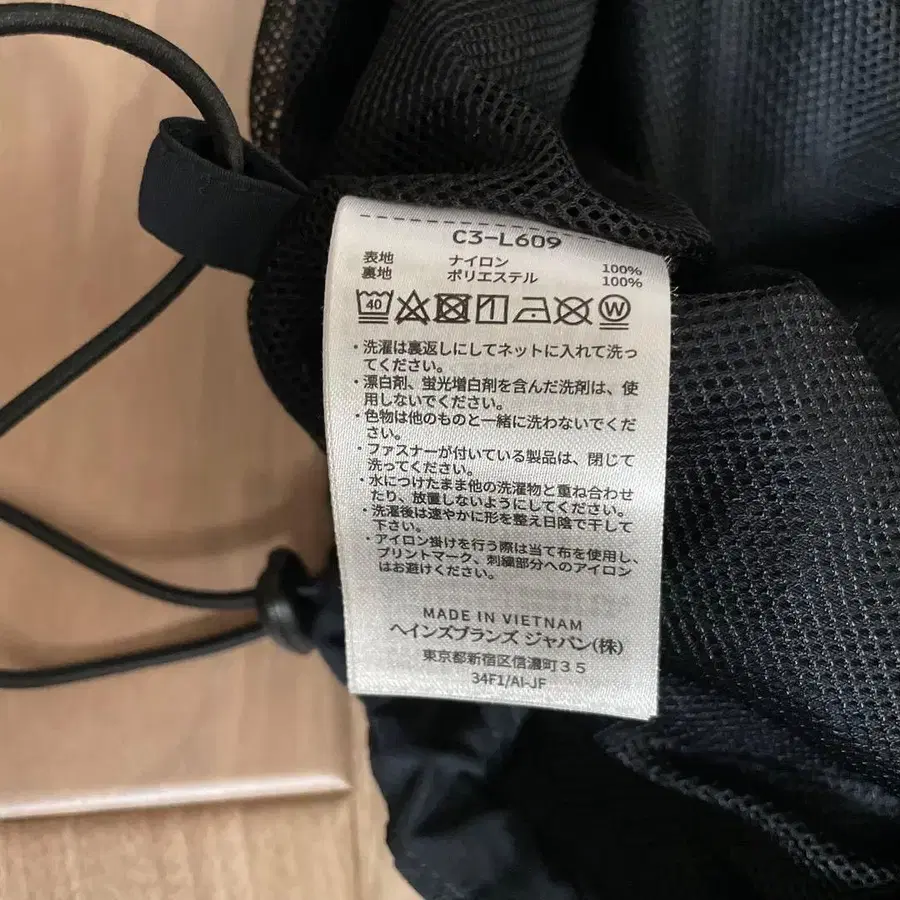 C3-L609
表地 ナイロン 100%
裏地 ポリエステル 100%
40
W
・洗濯は裏返しにしてネットに入れて洗っ
てください。
・漂白剤、蛍光増白剤を含んだ洗剤は、使
用しないでください。
・色物は他のものと一緒に洗わないでくだ
さい。
・ファスナーが付いている製品は、閉じて
洗ってください。
・水につけたまま他の洗濯物と重ね合わせ
たり、放置しないようにしてください。
・洗濯後は速やかに形を整え日陰で干して
下さい。
・アイロン掛けを行う際は当て布を使用し、
プリントマーク、刺繍部分へのアイロン
はお避けください。
MADE IN VIETNAM
ヘインズブランズ ジャパン(株)
東京都新宿区信濃町35
34F1/AI-JF